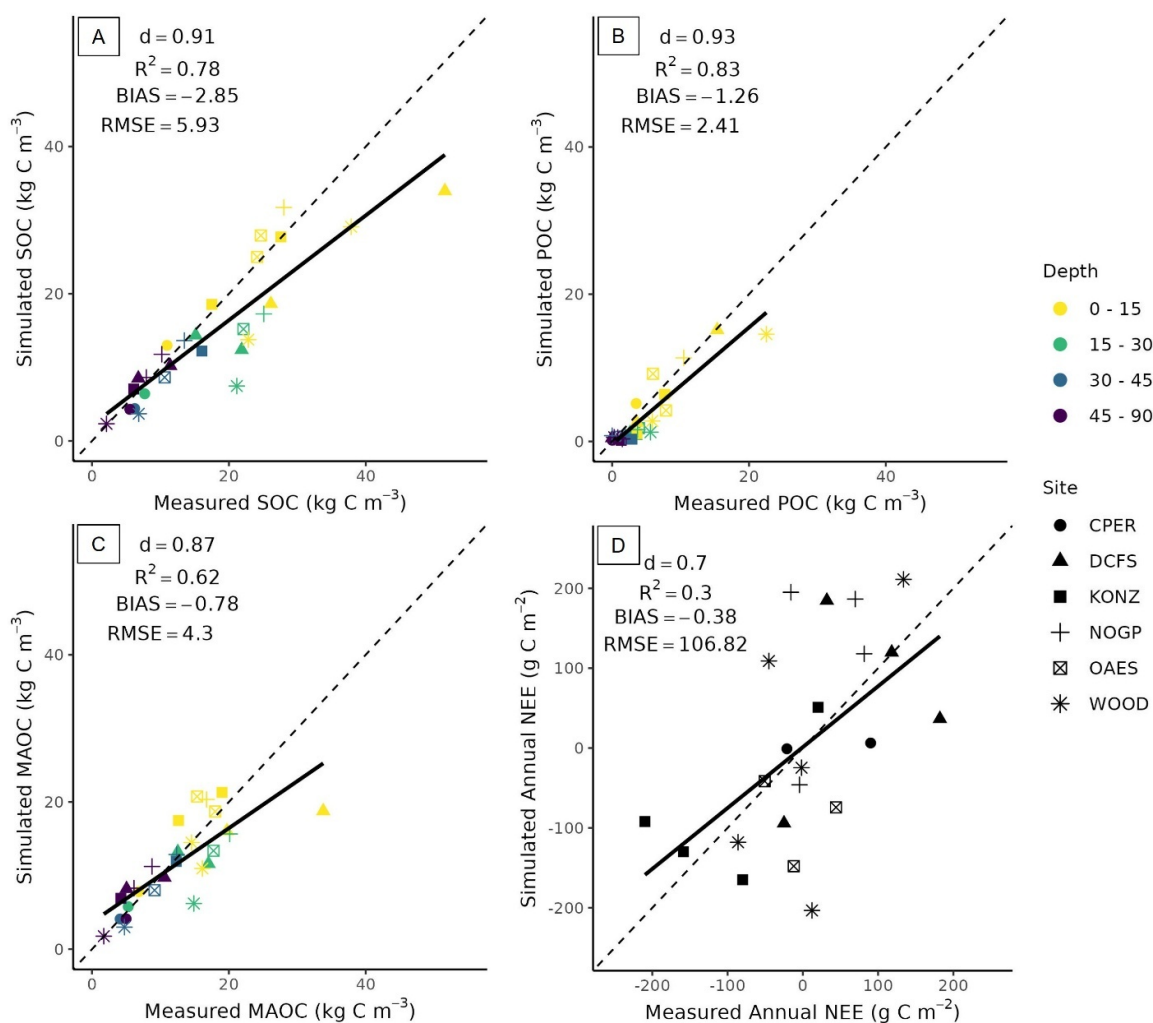 A
d = 0.91
R² = 0.78
BIAS = −2.85
RMSE = 5.93
Simulated SOC (kg C m⁻³)
40
20
0
0 20 40
Measured SOC (kg C m⁻³)
B
d = 0.93
R² = 0.83
BIAS = −1.26
RMSE = 2.41
Simulated POC (kg C m⁻³)
40
20
0
0 20 40
Measured POC (kg C m⁻³)
Depth
0 - 15
15 - 30
30 - 45
45 - 90
Site
CPER
DCFS
KONZ
NOGP
OAES
WOOD
C
d = 0.87
R² = 0.62
BIAS = −0.78
RMSE = 4.3
Simulated MAOC (kg C m⁻³)
40
20
0
0 20 40
Measured MAOC (kg C m⁻³)
D
d = 0.7
R² = 0.3
BIAS = −0.38
RMSE = 106.82
Simulated Annual NEE (g C m⁻²)
200
100
0
-100
-200
-200 -100 0 100 200
Measured Annual NEE (g C m⁻²)